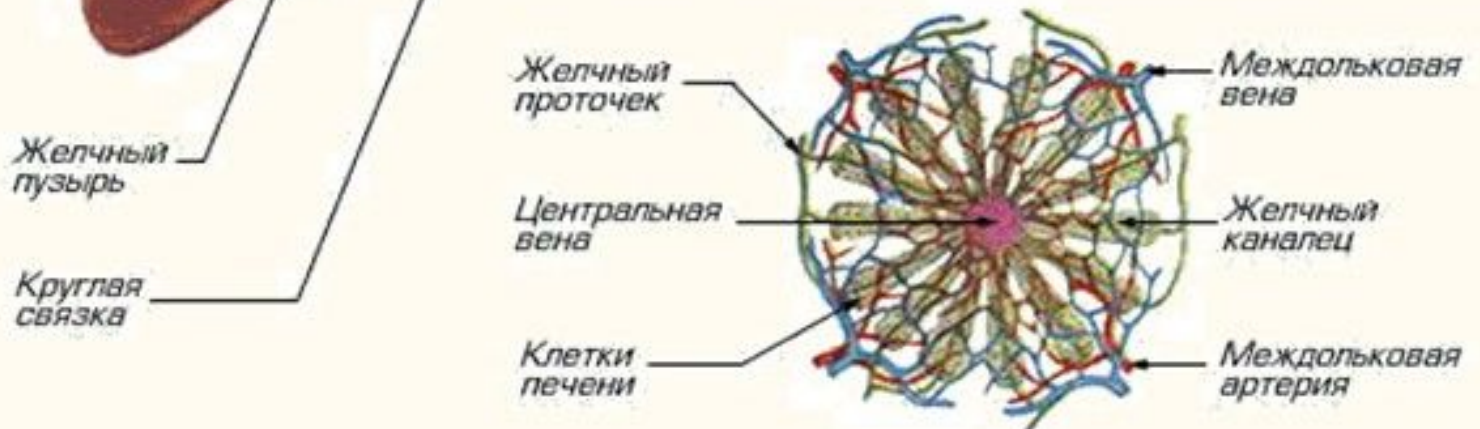 Желчный
пузырь
Круглая
связка
Желчный
проточек
Центральная
вена
Клетки
печени
Междольковая
вена
Желчный
каналец
Междольковая
артерия